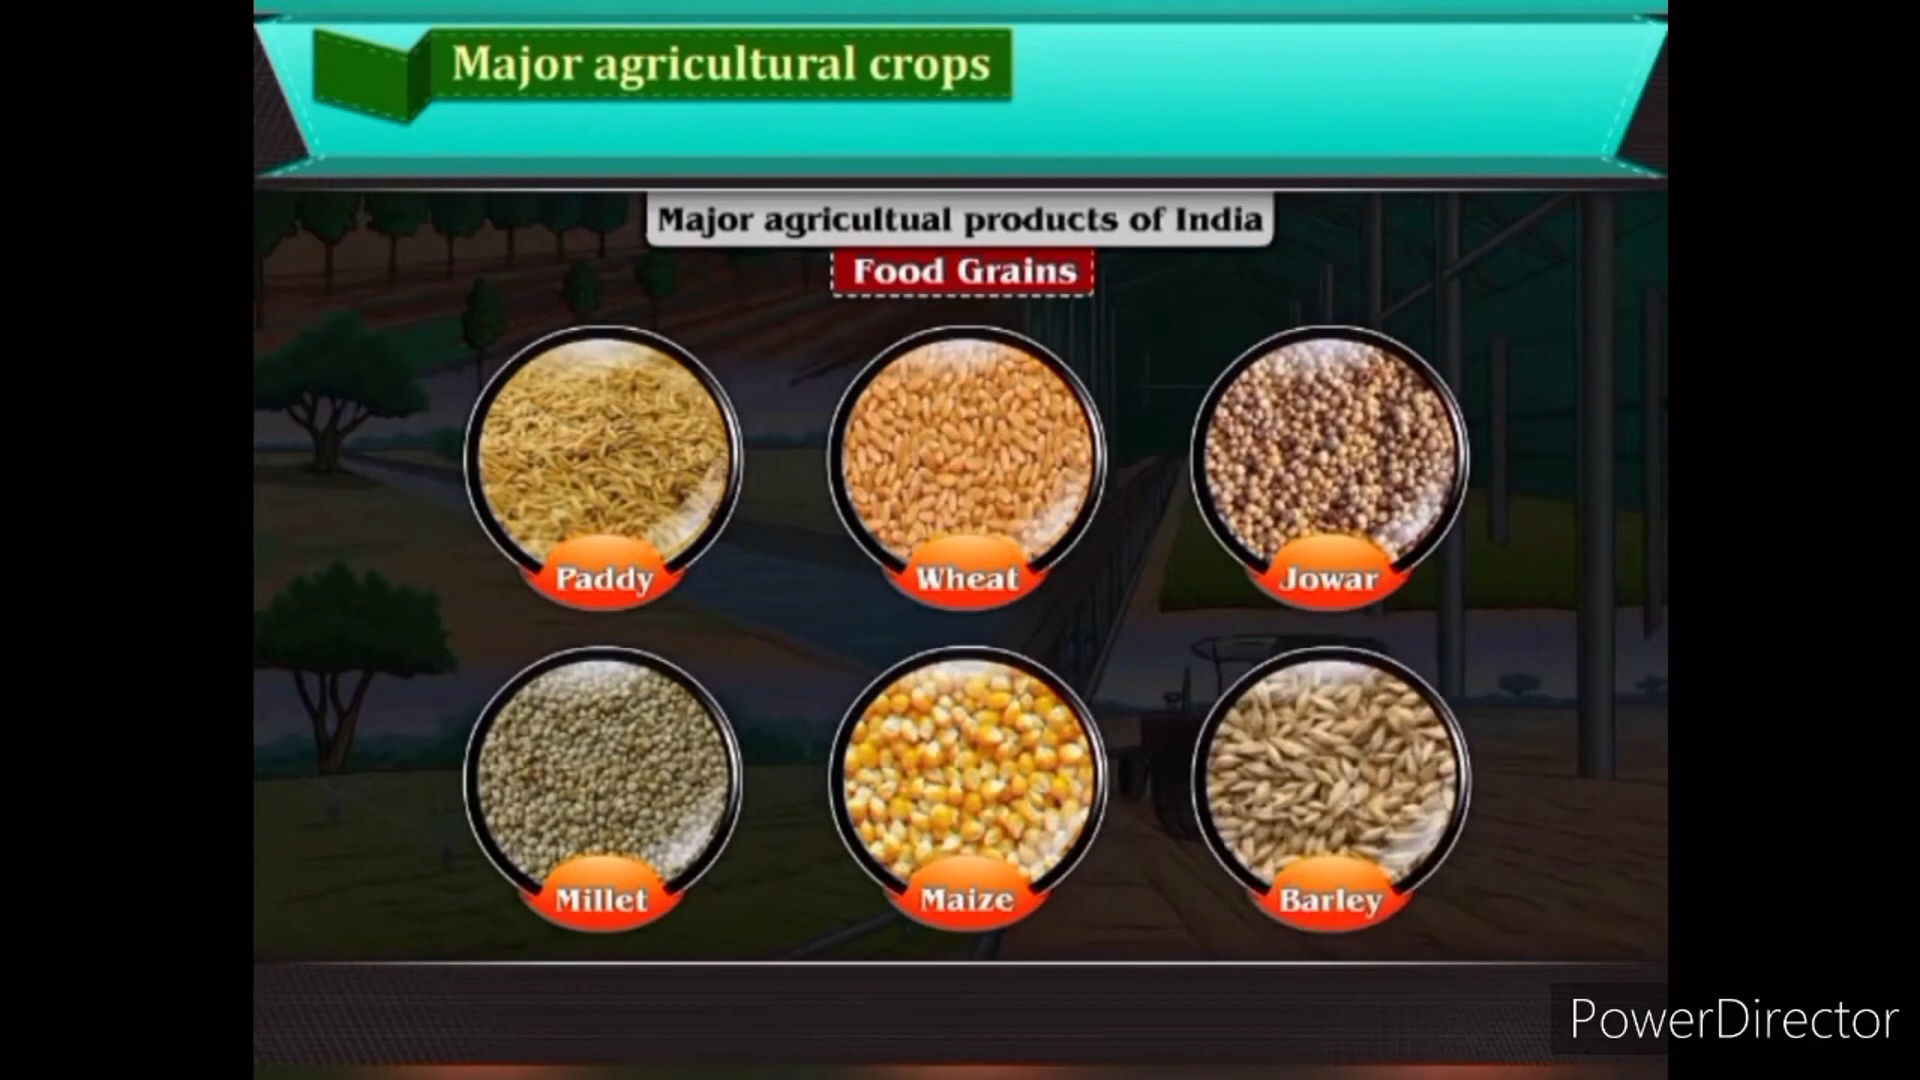 Major agricultural crops
Major agricultual products of India
Food Grains
Paddy
Wheat
Jowar
Millet
Maize
Barley
PowerDirector